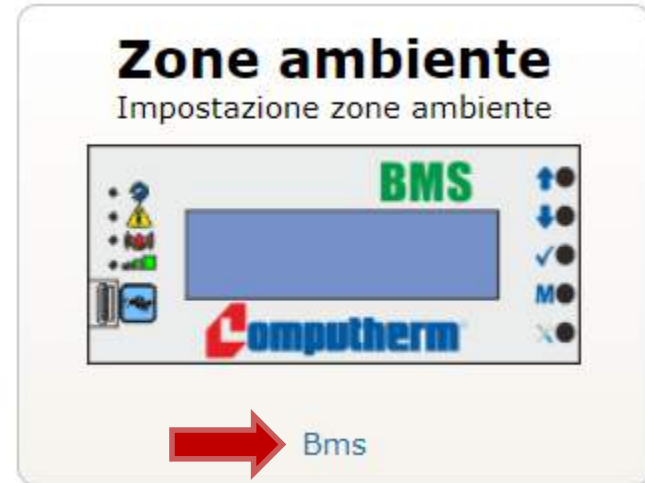 Zone ambiente
Impostazione zone ambiente
BMS
M
Computherm
Bms